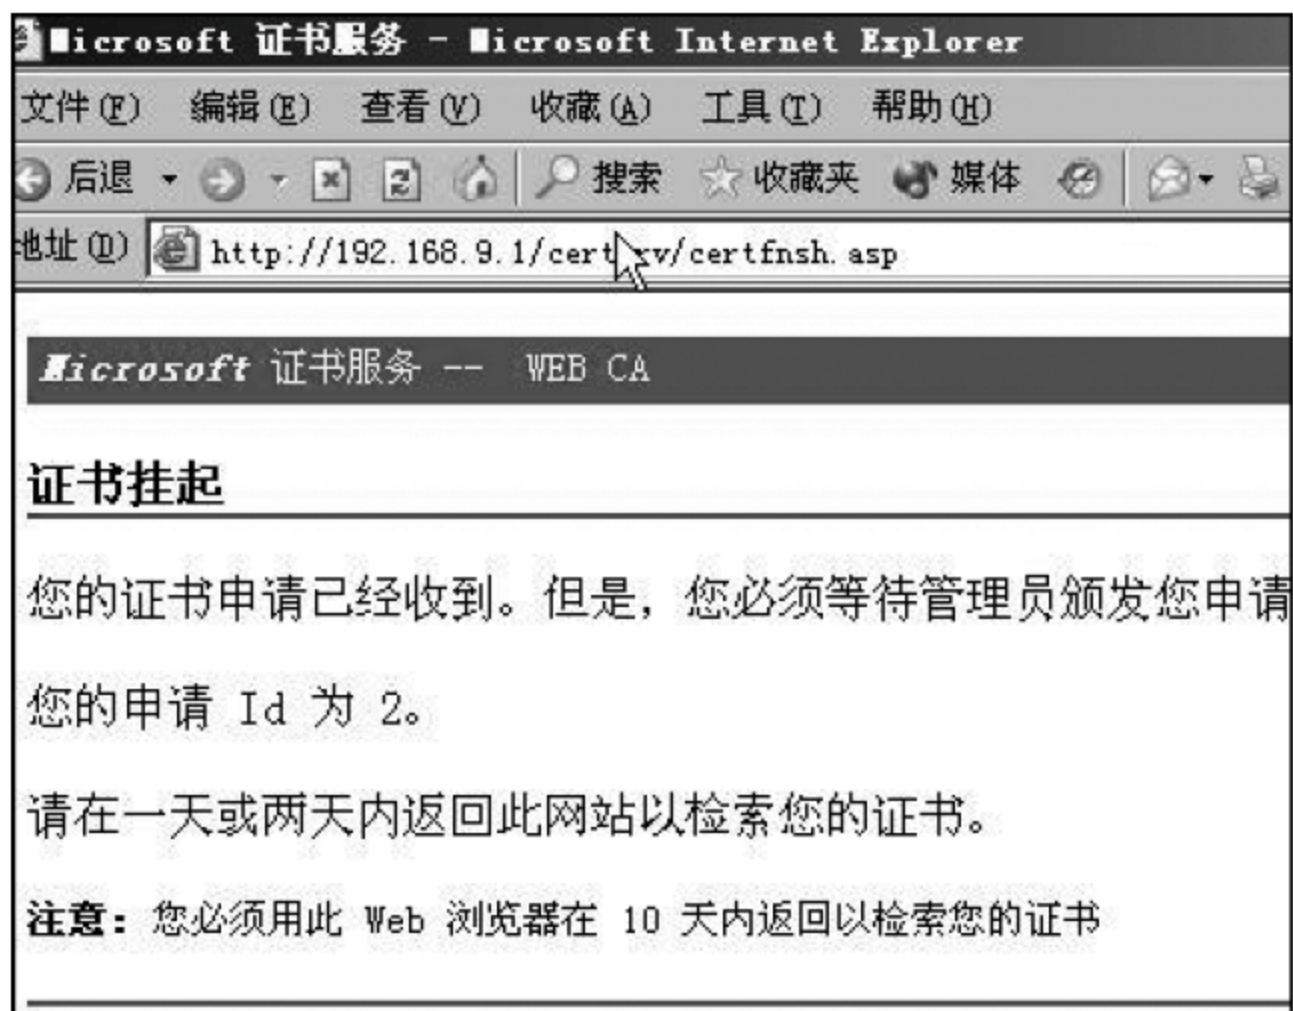 Microsoft 证书服务 - Microsoft Internet Explorer
文件(F) 编辑(E) 查看(V) 收藏(A) 工具(T) 帮助(H)
后退 搜索 收藏夹 媒体
地址(D) http://192.168.9.1/certsrv/certfnsh.asp
Microsoft 证书服务 -- WEB CA
证书挂起
您的证书申请已经收到。但是，您必须等待管理员颁发您申请
您的申请 Id 为 2。
请在一天或两天内返回此网站以检索您的证书。
注意：您必须用此 Web 浏览器在 10 天内返回以检索您的证书